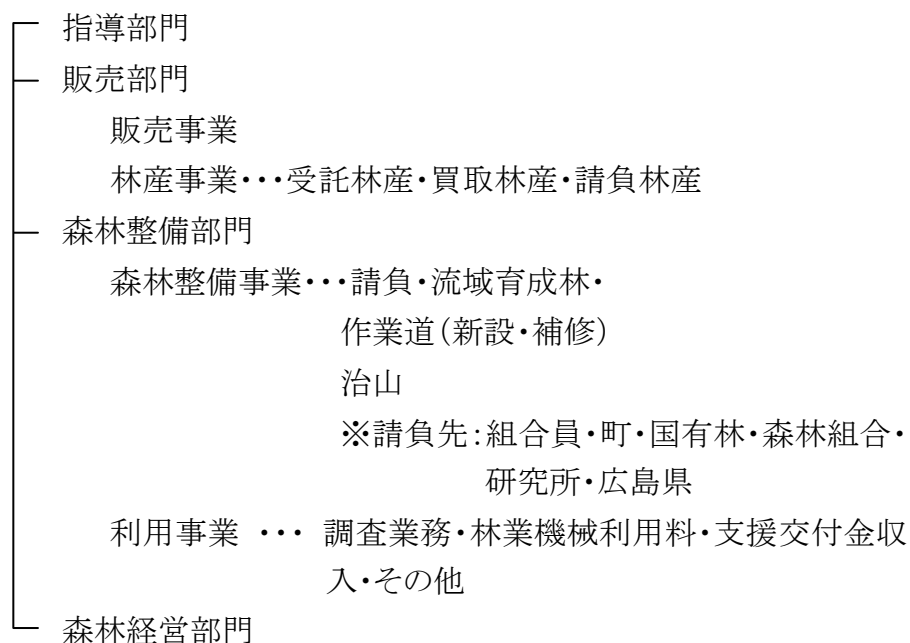 指導部門
販売部門
販売事業
林産事業・・・受託林産・買取林産・請負林産
森林整備部門
森林整備事業・・・請負・流域育成林・
作業道(新設・補修)
治山
※請負先:組合員・町・国有林・森林組合・
研究所・広島県
利用事業 ・・・ 調査業務・林業機械利用料・支援交付金収
入・その他
森林経営部門